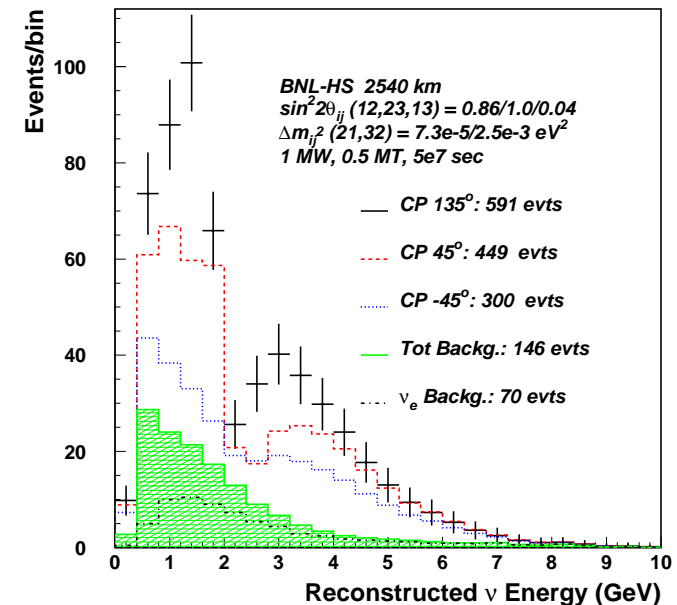 Events/bin
100
80
60
40
20
0
BNL-HS 2540 km
sin²2θij (12,23,13) = 0.86/1.0/0.04
Δmij² (21,32) = 7.3e-5/2.5e-3 eV²
1 MW, 0.5 MT, 5e7 sec
CP 135°: 591 evts
CP 45°: 449 evts
CP -45°: 300 evts
Tot Backg.: 146 evts
νe Backg.: 70 evts
0 1 2 3 4 5 6 7 8 9 10
Reconstructed ν Energy (GeV)